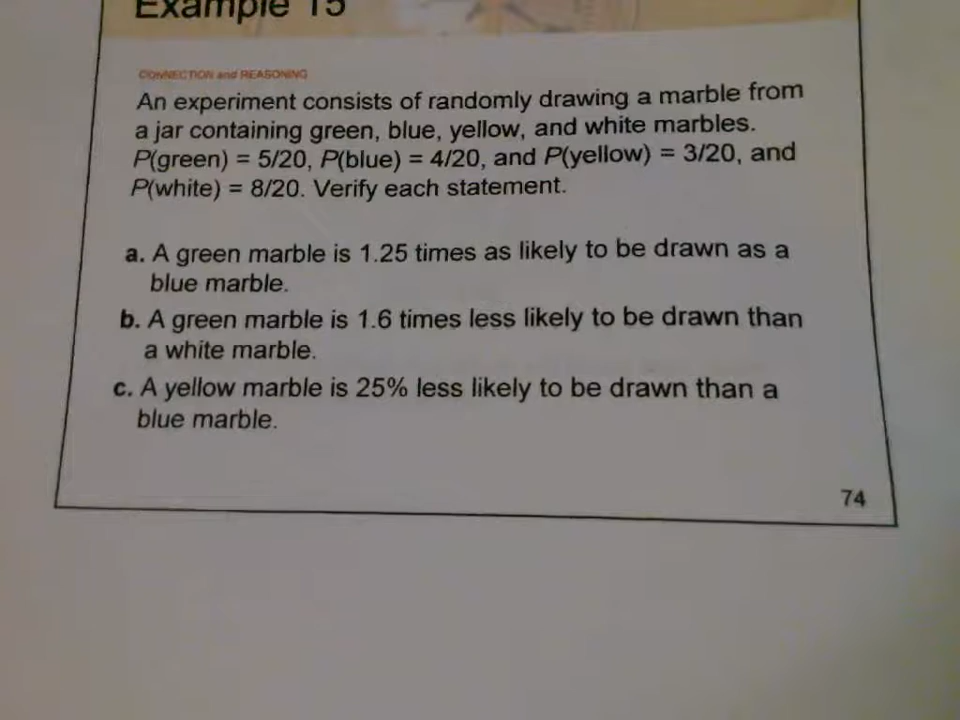 Example 15
CONNECTION and REASONING
An experiment consists of randomly drawing a marble from
a jar containing green, blue, yellow, and white marbles.
P(green) = 5/20, P(blue) = 4/20, and P(yellow) = 3/20, and
P(white) = 8/20. Verify each statement.
a. A green marble is 1.25 times as likely to be drawn as a
blue marble.
b. A green marble is 1.6 times less likely to be drawn than
a white marble.
c. A yellow marble is 25% less likely to be drawn than a
blue marble.
74